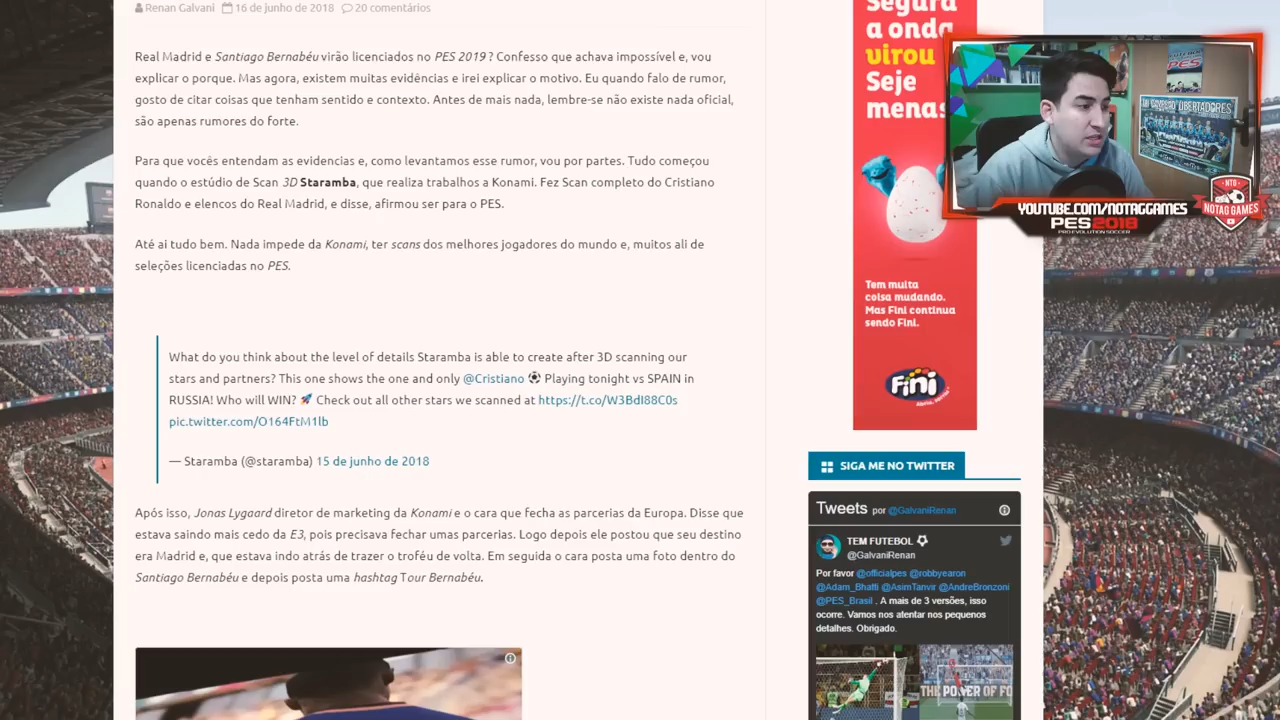 Renan Galvani 16 de junho de 2018 20 comentários
Real Madrid e Santiago Bernabéu virão licenciados no PES 2019? Confesso que achava impossível e, vou
explicar o porque. Mas agora, existem muitas evidências e irei explicar o motivo. Eu quando falo de rumor,
gosto de citar coisas que tenham sentido e contexto. Antes de mais nada, lembre-se não existe nada oficial,
são apenas rumores do forte.
Para que vocês entendam as evidencias e, como levantamos esse rumor, vou por partes. Tudo começou
quando o estúdio de Scan 3D Staramba, que realiza trabalhos a Konami. Fez Scan completo do Cristiano
Ronaldo e elencos do Real Madrid, e disse, afirmou ser para o PES.
Até ai tudo bem. Nada impede da Konami, ter scans dos melhores jogadores do mundo e, muitos ali de
seleções licenciadas no PES.
What do you think about the level of details Staramba is able to create after 3D scanning our
stars and partners? This one shows the one and only @Cristiano ⚽ Playing tonight vs SPAIN in
RUSSIA! Who will WIN? 🚀 Check out all other stars we scanned at https://t.co/W3BdI88C0s
pic.twitter.com/O164FtM1lb
— Staramba (@staramba) 15 de junho de 2018
Após isso, Jonas Lygaard diretor de marketing da Konami e o cara que fecha as parcerias da Europa. Disse que
estava saindo mais cedo da E3, pois precisava fechar umas parcerias. Logo depois ele postou que seu destino
era Madrid e, que estava indo atrás de trazer o troféu de volta. Em seguida o cara posta uma foto dentro do
Santiago Bernabéu e depois posta uma hashtag Tour Bernabéu.
Segura
a onda
virou
Seje
menas
Tem muita
coisa mudando.
Mas Fini continua
sendo Fini.
Fini
SIGA ME NO TWITTER
Tweets por @GalvaniRenan
TEM FUTEBOL ⚽
@GalvaniRenan
Por favor @officialpes @robbyearon
@Adam_Bhatti @AsimTanvir @AndreBronzoni
@PES_Brasil . A mais de 3 versões, isso
ocorre. Vamos nos atentar nos pequenos
detalhes. Obrigado.
THE POWER OF FO
PES
LIBERTADORES
YOUTUBE.COM/NOTAGGAMES
PES2018
PRO EVOLUTION SOCCER
NTG
NOTAG GAMES